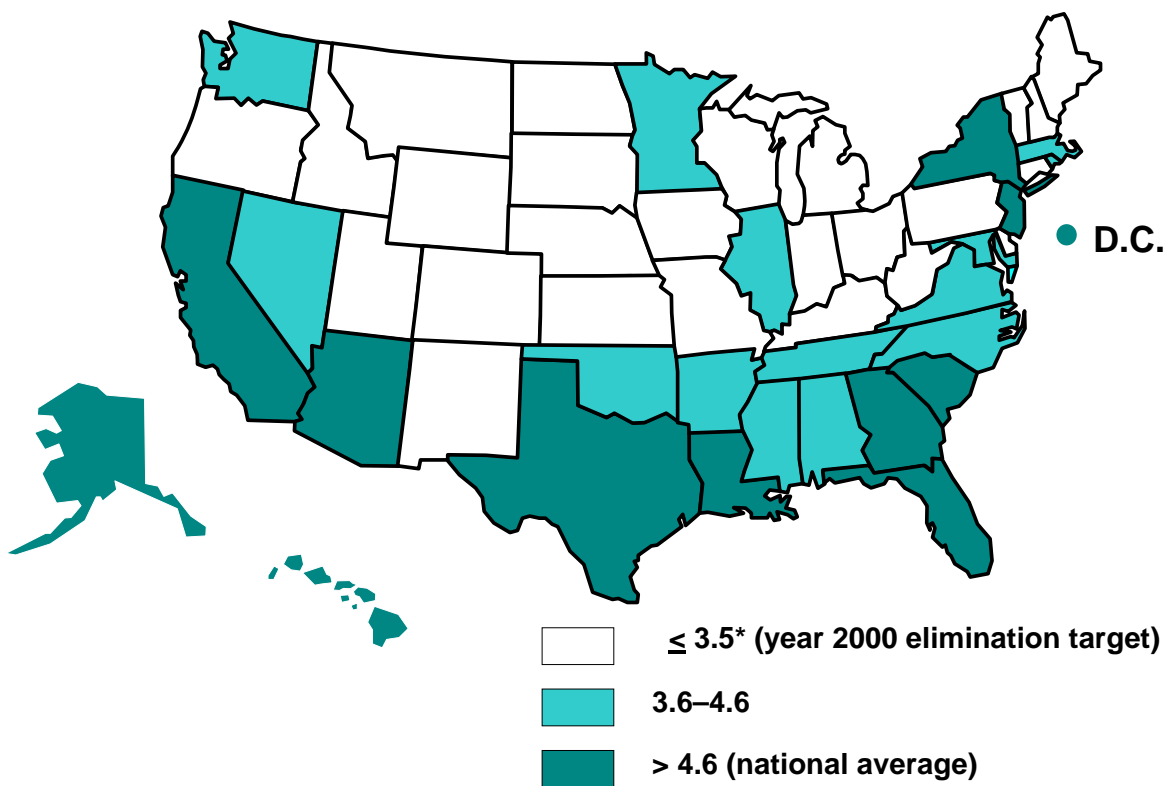 D.C.
≤ 3.5* (year 2000 elimination target)
3.6–4.6
> 4.6 (national average)